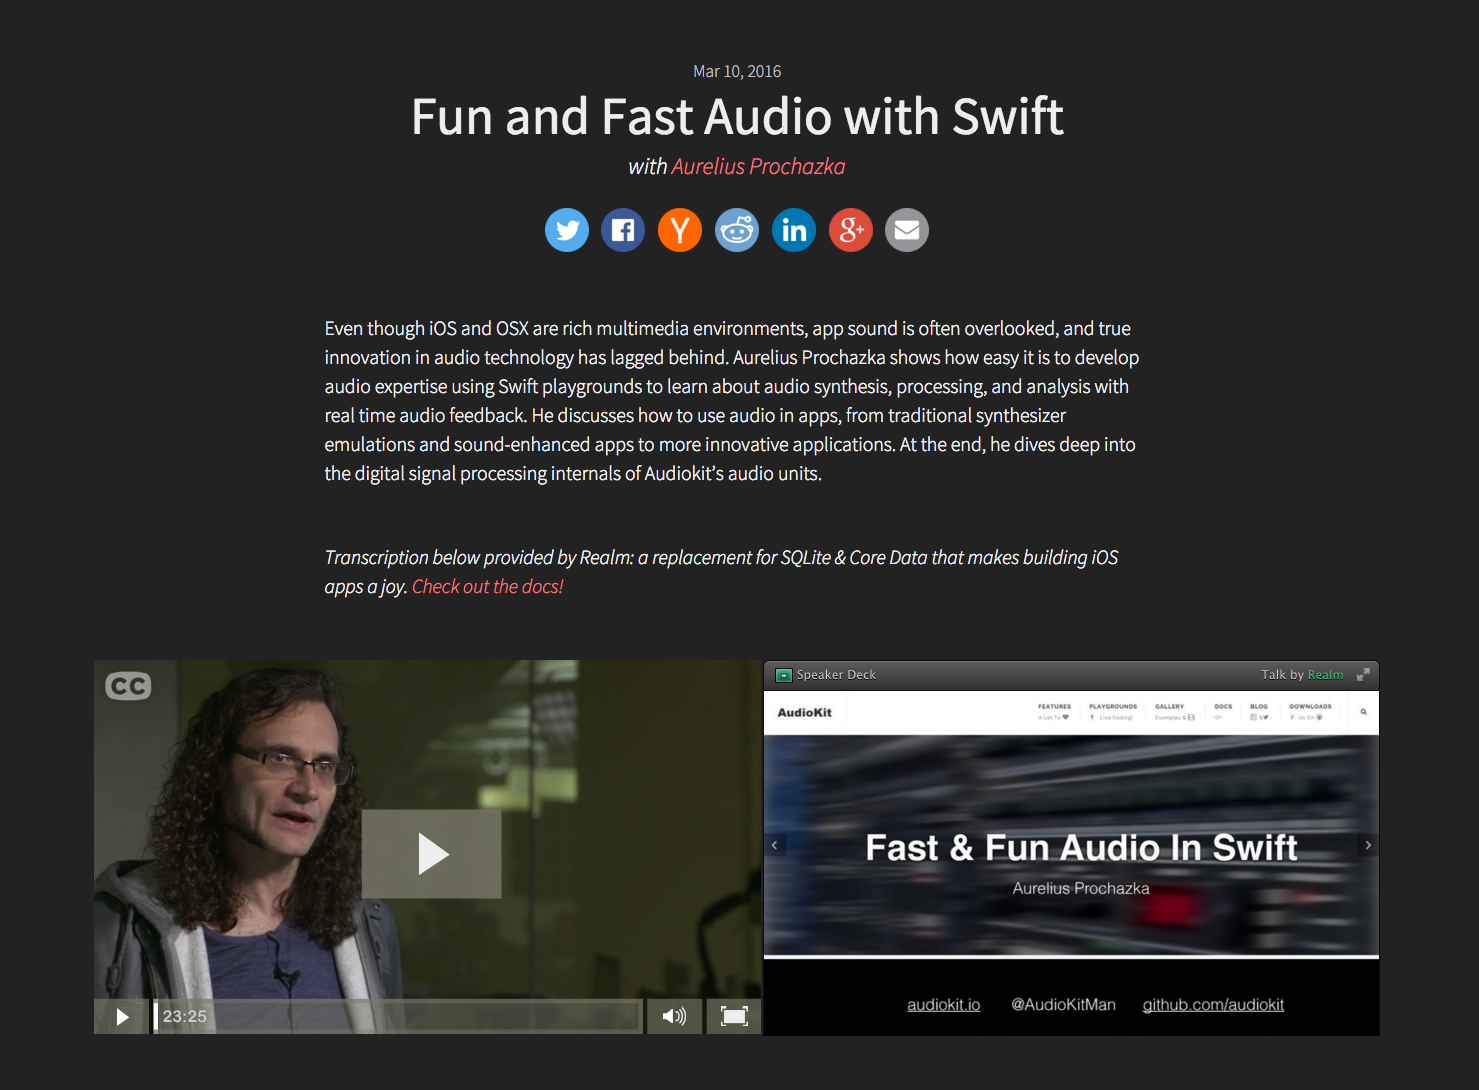 Mar 10, 2016
Fun and Fast Audio with Swift
with Aurelius Prochazka
Even though iOS and OSX are rich multimedia environments, app sound is often overlooked, and true
innovation in audio technology has lagged behind. Aurelius Prochazka shows how easy it is to develop
audio expertise using Swift playgrounds to learn about audio synthesis, processing, and analysis with
real time audio feedback. He discusses how to use audio in apps, from traditional synthesizer
emulations and sound-enhanced apps to more innovative applications. At the end, he dives deep into
the digital signal processing internals of Audiokit’s audio units.
Transcription below provided by Realm: a replacement for SQLite & Core Data that makes building iOS
apps a joy. Check out the docs!
CC
23:25
Speaker Deck
Talk by Realm
AudioKit
FEATURES PLAYGROUNDS GALLERY DOCS BLOG DOWNLOADS
A Lot To Live Coding! Examples & & Us On
Fast & Fun Audio In Swift
Aurelius Prochazka
audiokit.io @AudioKitMan github.com/audiokit